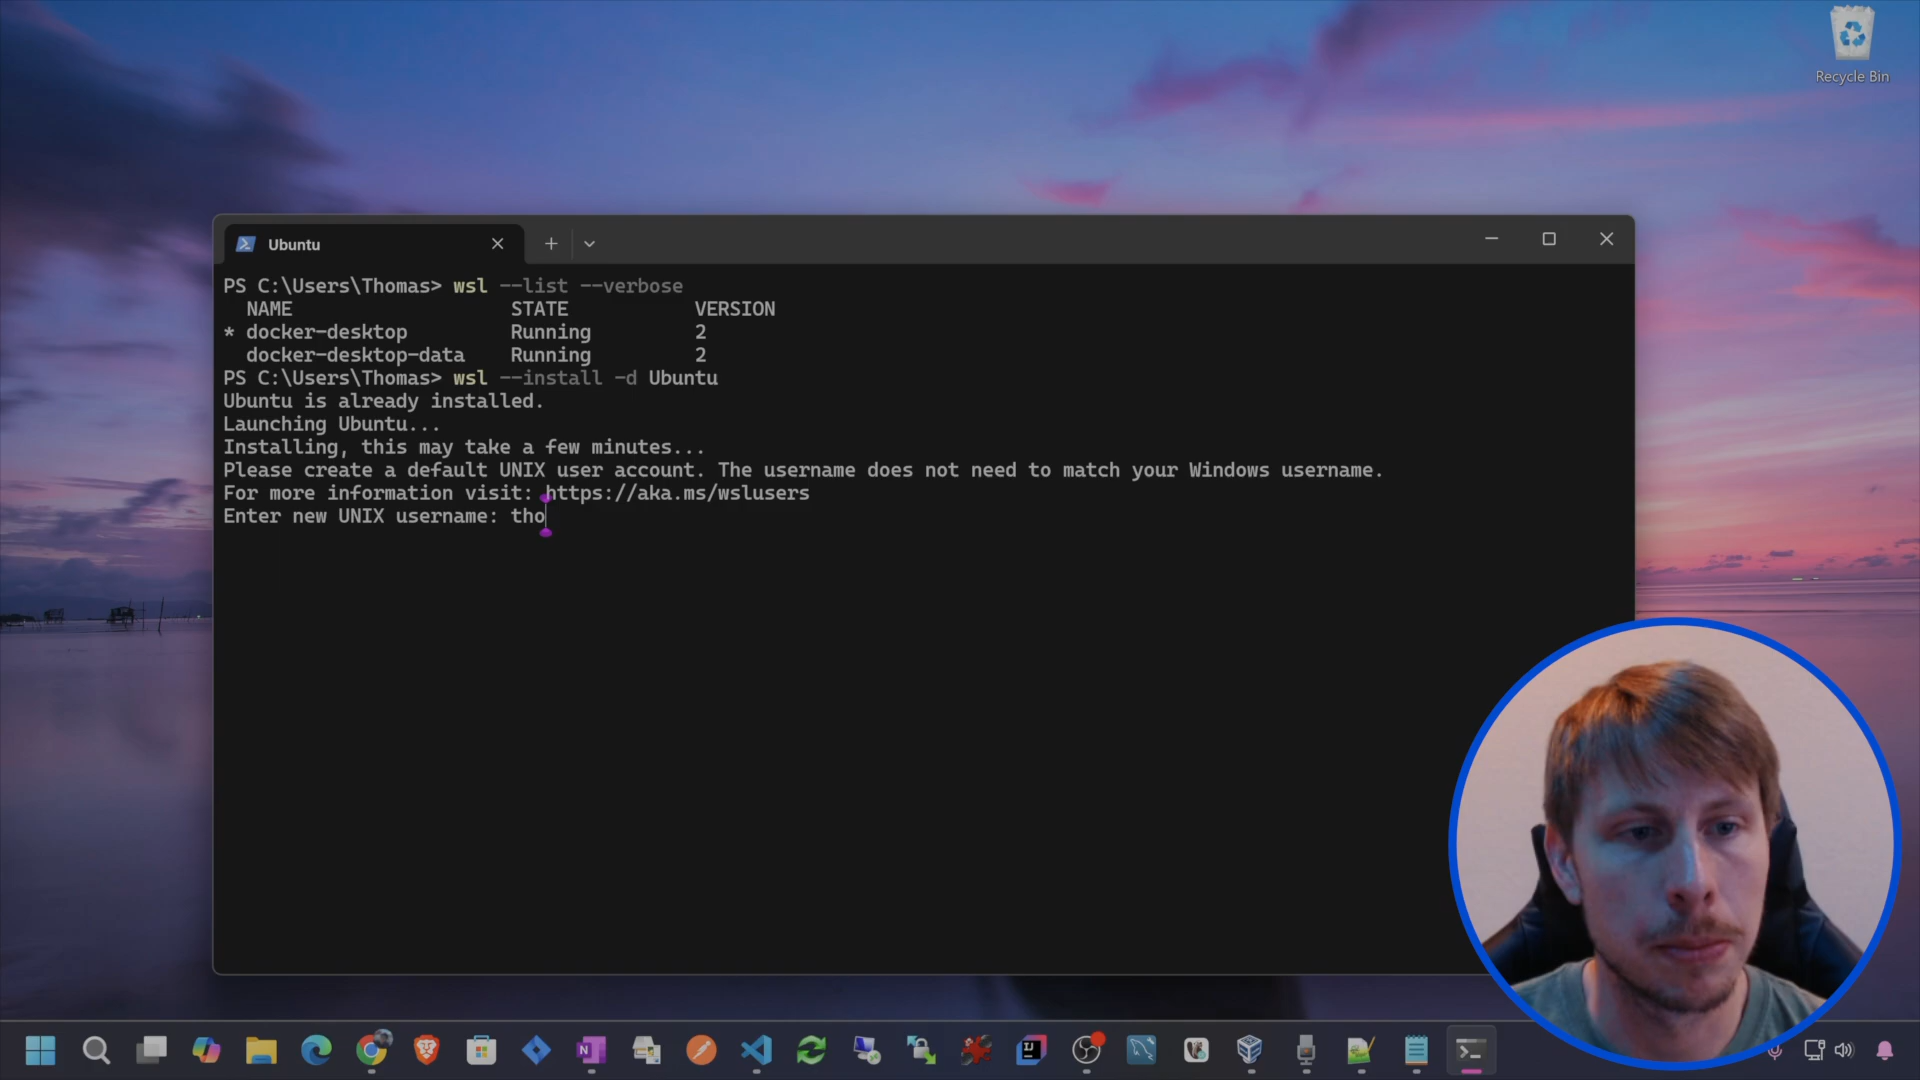 Recycle Bin
Ubuntu
PS C:\Users\Thomas> wsl --list --verbose
NAME STATE VERSION
* docker-desktop Running 2
docker-desktop-data Running 2
PS C:\Users\Thomas> wsl --install -d Ubuntu
Ubuntu is already installed.
Launching Ubuntu...
Installing, this may take a few minutes...
Please create a default UNIX user account. The username does not need to match your Windows username.
For more information visit: https://aka.ms/wslusers
Enter new UNIX username: tho